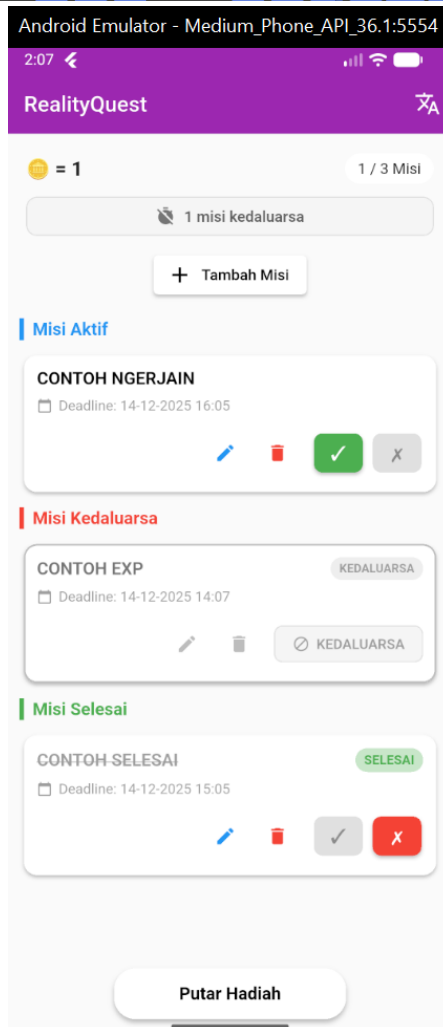 Android Emulator - Medium_Phone_API_36.1:5554
2:07
RealityQuest
= 1
1 / 3 Misi
1 misi kedaluarsa
+ Tambah Misi
Misi Aktif
CONTOH NGERJAIN
Deadline: 14-12-2025 16:05
✓ ✗
Misi Kedaluarsa
CONTOH EXP
KEDALUARSA
Deadline: 14-12-2025 14:07
KEDALUARSA
Misi Selesai
CONTOH SELESAI
SELESAI
Deadline: 14-12-2025 15:05
✓ ✗
Putar Hadiah